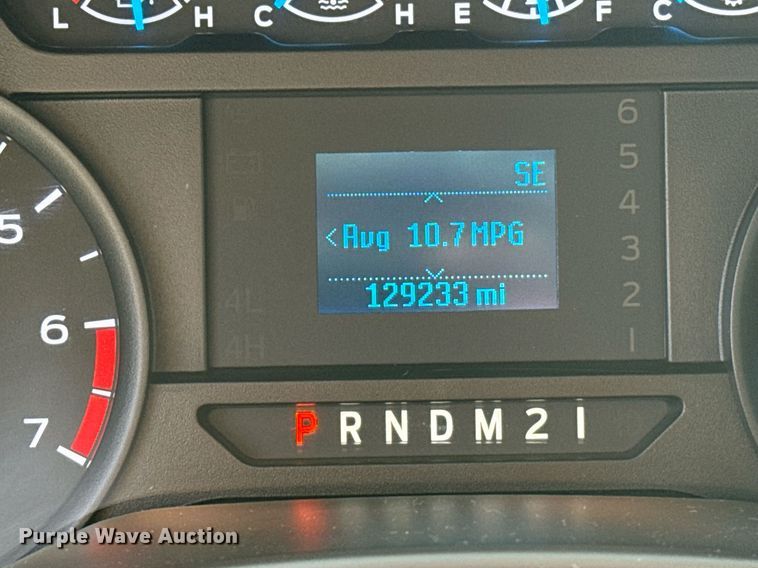 L H C H E F C
6
5
4
3
2
1
4L
4H
SE
<Avg 10.7 MPG
129233 mi
5
6
7
P R N D M 2 1
Purple Wave Auction